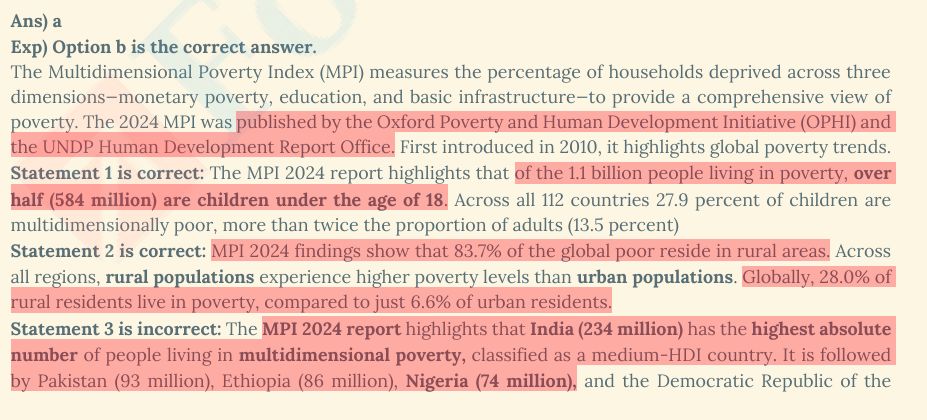 Ans) a
Exp) Option b is the correct answer.
The Multidimensional Poverty Index (MPI) measures the percentage of households deprived across three
dimensions—monetary poverty, education, and basic infrastructure—to provide a comprehensive view of
poverty. The 2024 MPI was published by the Oxford Poverty and Human Development Initiative (OPHI) and
the UNDP Human Development Report Office. First introduced in 2010, it highlights global poverty trends.
Statement 1 is correct: The MPI 2024 report highlights that of the 1.1 billion people living in poverty, over
half (584 million) are children under the age of 18. Across all 112 countries 27.9 percent of children are
multidimensionally poor, more than twice the proportion of adults (13.5 percent)
Statement 2 is correct: MPI 2024 findings show that 83.7% of the global poor reside in rural areas. Across
all regions, rural populations experience higher poverty levels than urban populations. Globally, 28.0% of
rural residents live in poverty, compared to just 6.6% of urban residents.
Statement 3 is incorrect: The MPI 2024 report highlights that India (234 million) has the highest absolute
number of people living in multidimensional poverty, classified as a medium-HDI country. It is followed
by Pakistan (93 million), Ethiopia (86 million), Nigeria (74 million), and the Democratic Republic of the